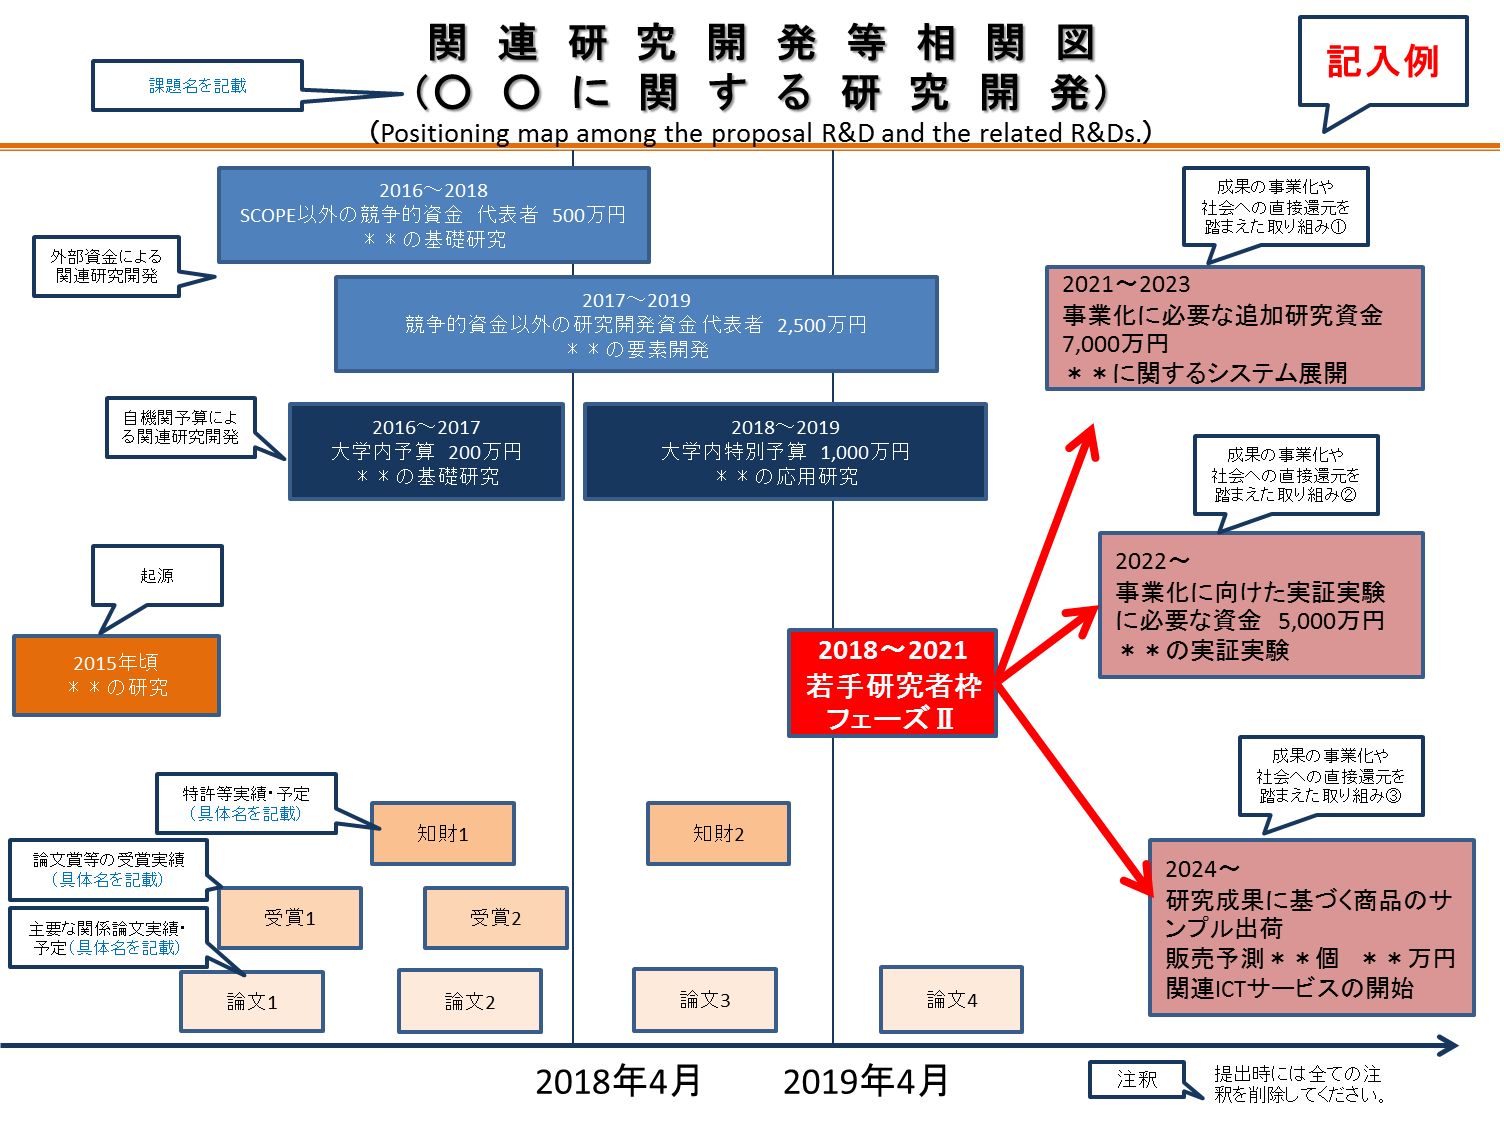 関連研究開発等相関図
(〇〇に関する研究開発)
（Positioning map among the proposal R&D and the related R&Ds.）
課題名を記載
記入例
2016～2018
SCOPE以外の競争的資金　代表者　500万円
＊＊の基礎研究
外部資金による
関連研究開発
2017～2019
競争的資金以外の研究開発資金 代表者　2,500万円
＊＊の要素開発
自機関予算によ
る関連研究開発
2016～2017
大学内予算　200万円
＊＊の基礎研究
2018～2019
大学内特別予算　1,000万円
＊＊の応用研究
成果の事業化や
社会への直接還元を
踏まえた取り組み①
2021～2023
事業化に必要な追加研究資金
7,000万円
＊＊に関するシステム展開
成果の事業化や
社会への直接還元を
踏まえた取り組み②
2022～
事業化に向けた実証実験
に必要な資金　5,000万円
＊＊の実証実験
起源
2015年頃
＊＊の研究
2018～2021
若手研究者枠
フェーズⅡ
成果の事業化や
社会への直接還元を
踏まえた取り組み③
2024～
研究成果に基づく商品のサ
ンプル出荷
販売予測＊＊個　＊＊万円
関連ICTサービスの開始
特許等実績・予定
（具体名を記載）
知財1
知財2
論文賞等の受賞実績
（具体名を記載）
受賞1
受賞2
主要な関係論文実績・
予定（具体名を記載）
論文1
論文2
論文3
論文4
2018年4月
2019年4月
注釈
提出時には全ての注
釈を削除してください。